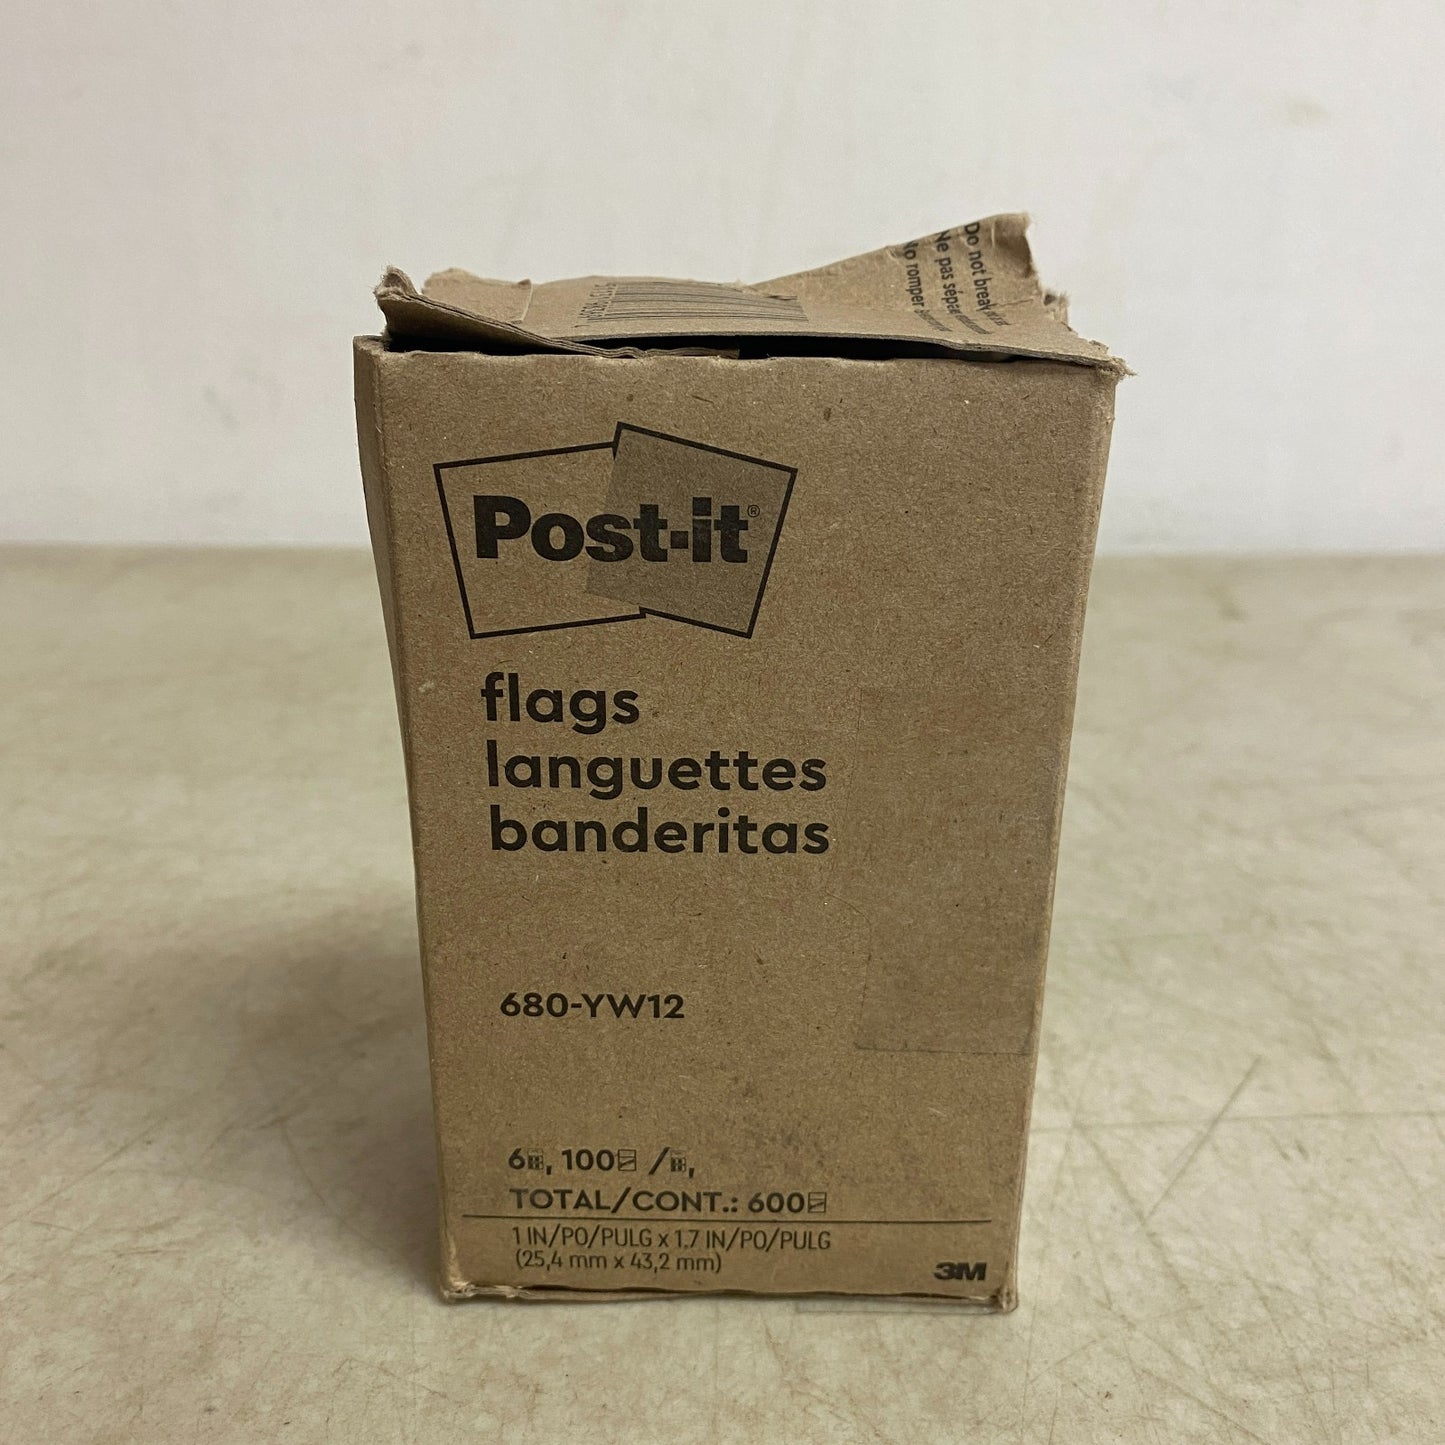 Do not break
Ne pas sépa
No romper
Post-it®
flags
languettes
banderitas
680-YW12
6, 100 / ,
TOTAL/CONT.: 600
1 IN/PO/PULG x 1.7 IN/PO/PULG
(25,4 mm x 43,2 mm)
3M